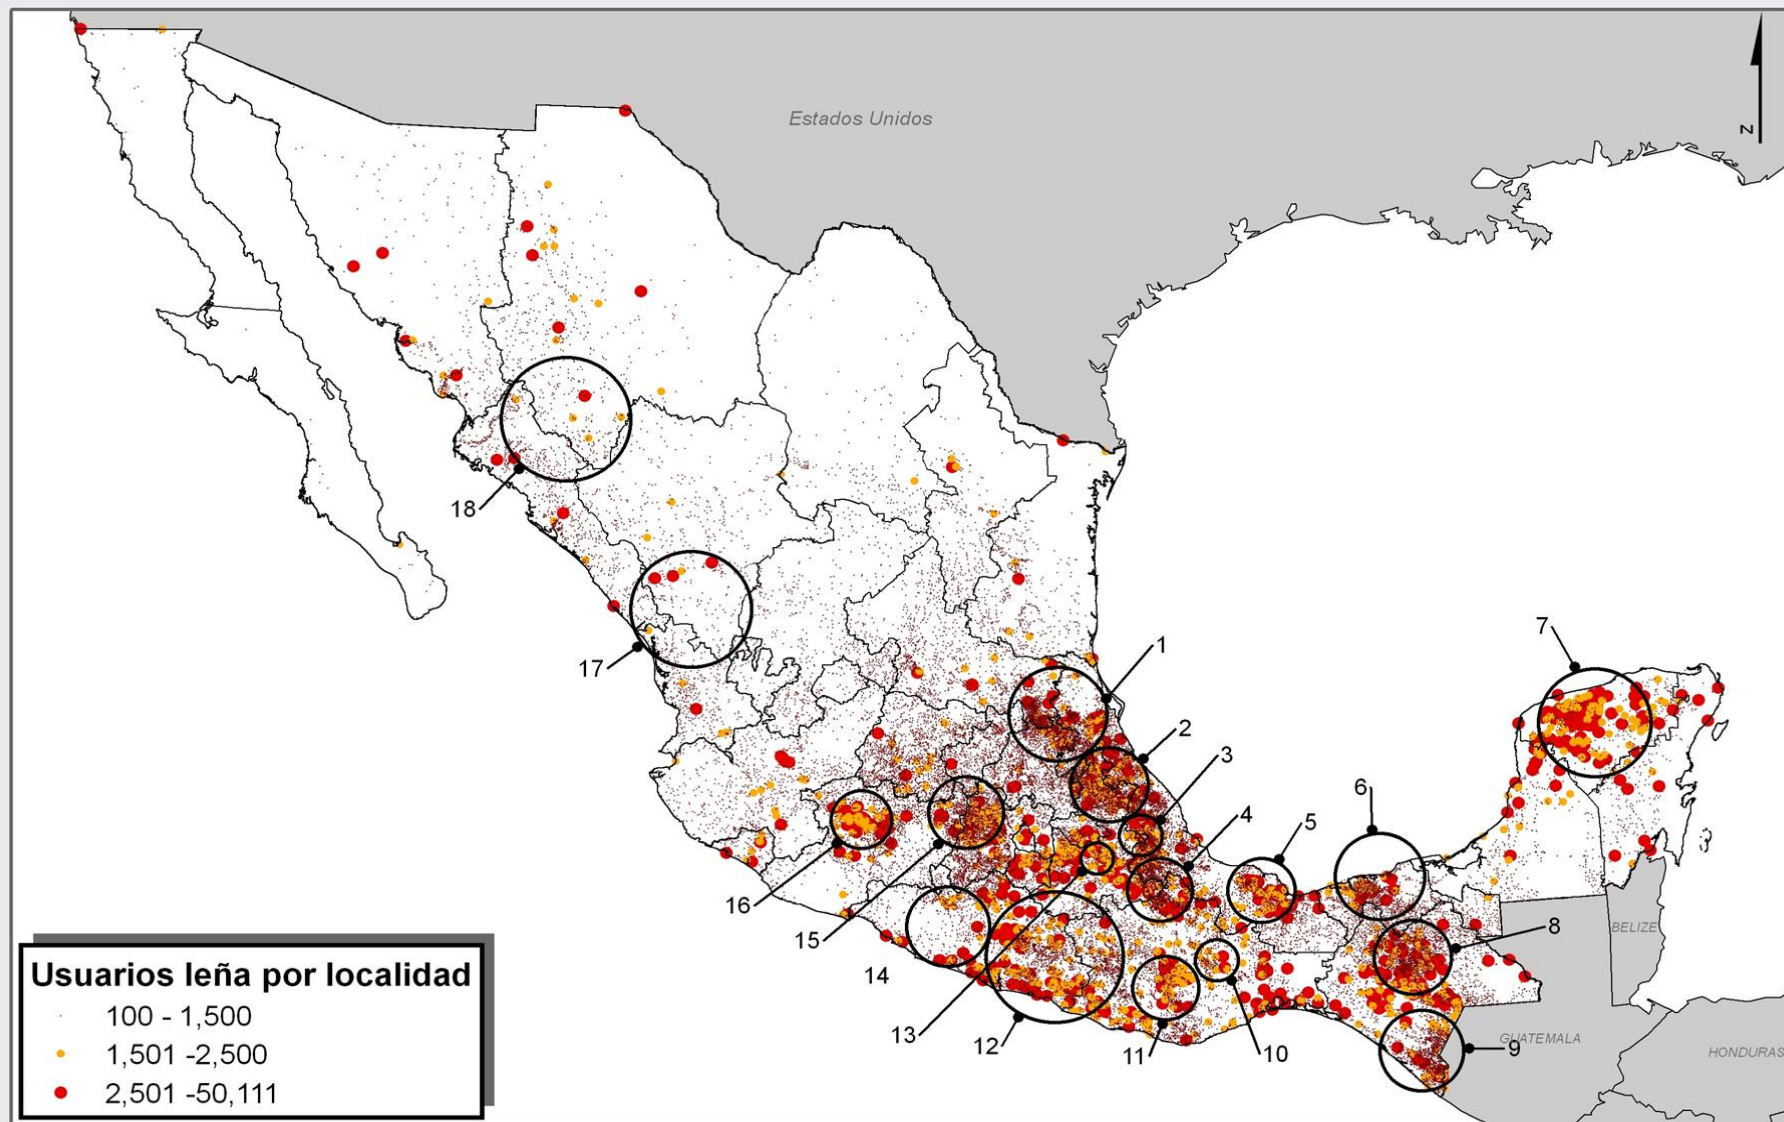 N
Estados Unidos
1
7
2
3
18
17
4
6
5
16
15
8
BELIZE
14
13
12
11
10
9
GUATEMALA
HONDURAS
Usuarios leña por localidad
100 - 1,500
1,501 -2,500
2,501 -50,111